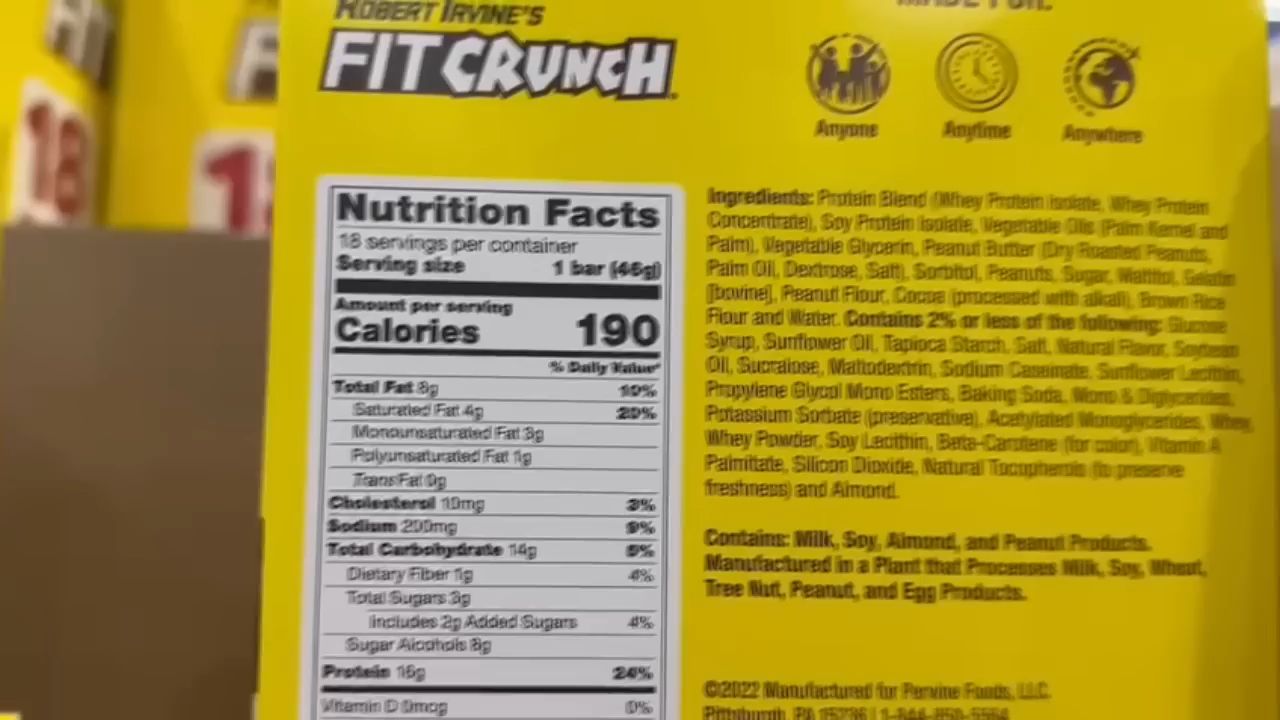 ROBERT IRVINE'S
FITCRUNCH
18
MADE FOR:
Anyone
Anytime
Anywhere
Nutrition Facts
18 servings per container
Serving size 1 bar (46g)
Amount per serving
Calories 190
% Daily Value*
Total Fat 8g 10%
Saturated Fat 4g 20%
Monounsaturated Fat 3g
Polyunsaturated Fat 1g
Trans Fat 0g
Cholesterol 10mg 3%
Sodium 200mg 9%
Total Carbohydrate 14g 5%
Dietary Fiber 1g 4%
Total Sugars 3g
Includes 2g Added Sugars 4%
Sugar Alcohols 8g
Protein 16g 24%
Vitamin D 0mcg 0%
Ingredients: Protein Blend (Whey Protein Isolate, Whey Protein
Concentrate), Soy Protein Isolate, Vegetable Oils (Palm Kernel and
Palm), Vegetable Glycerin, Peanut Butter (Dry Roasted Peanuts,
Palm Oil, Dextrose, Salt), Sorbitol, Peanuts, Sugar, Maltitol, Gelatin
[bovine], Peanut Flour, Cocoa (processed with alkali), Brown Rice
Flour and Water. Contains 2% or less of the following: Glucose
Syrup, Sunflower Oil, Tapioca Starch, Salt, Natural Flavor, Soybean
Oil, Sucralose, Maltodextrin, Sodium Caseinate, Sunflower Lecithin,
Propylene Glycol Mono Esters, Baking Soda, Mono & Diglycerides,
Potassium Sorbate (preservative), Acetylated Monoglycerides, Whey,
Whey Powder, Soy Lecithin, Beta-Carotene (for color), Vitamin A
Palmitate, Silicon Dioxide, Natural Tocopherols (to preserve
freshness) and Almond.
Contains: Milk, Soy, Almond, and Peanut Products.
Manufactured in a Plant that Processes Milk, Soy, Wheat,
Tree Nut, Peanut, and Egg Products.
©2022 Manufactured for Pervine Foods, LLC.
Pittsburgh, PA 15238 | 1-844-850-5564